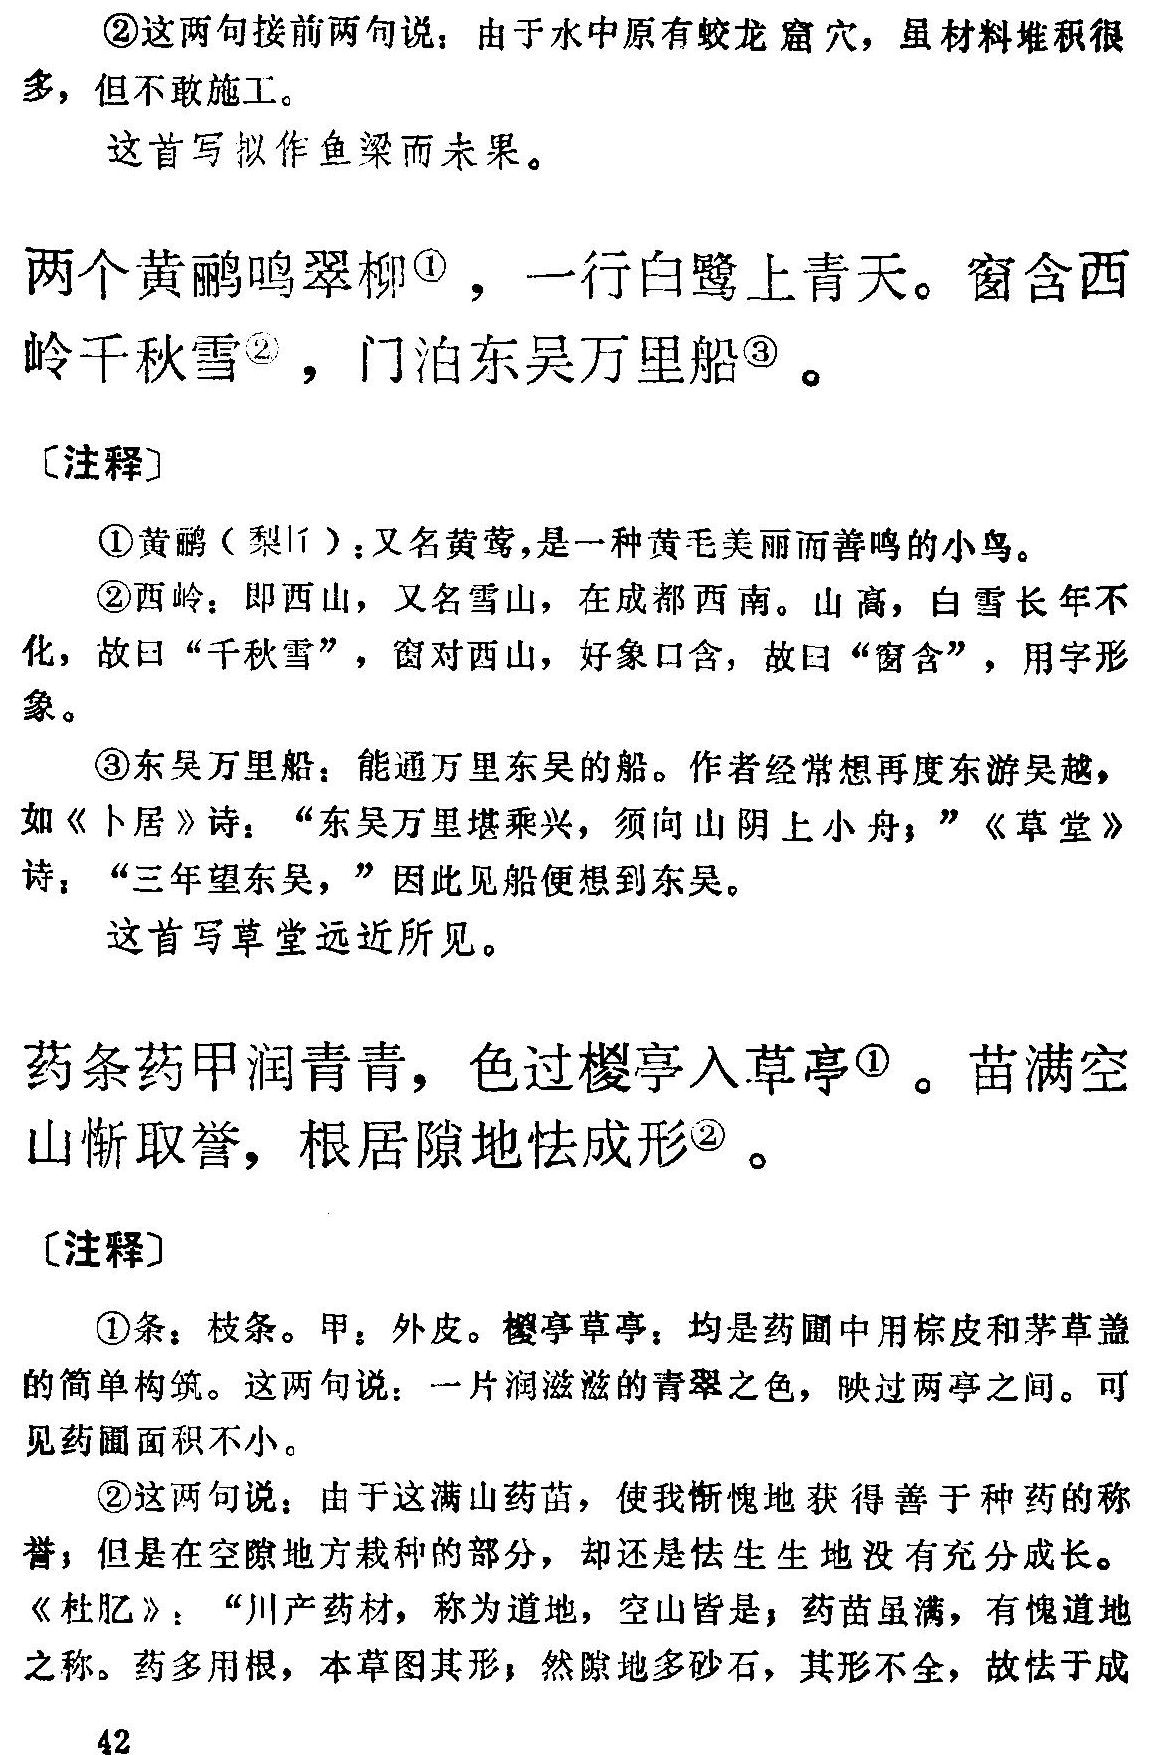 ②这两句接前两句说：由于水中原有蛟龙窟穴，虽材料堆积很
多，但不敢施工。
这首写拟作鱼梁而未果。
两个黄鹂鸣翠柳①，一行白鹭上青天。窗含西
岭千秋雪②，门泊东吴万里船③。
〔注释〕
①黄鹂（梨lí）：又名黄莺，是一种黄毛美丽而善鸣的小鸟。
②西岭：即西山，又名雪山，在成都西南。山高，白雪长年不
化，故曰“千秋雪”，窗对西山，好象口含，故曰“窗含”，用字形
象。
③东吴万里船：能通万里东吴的船。作者经常想再度东游吴越，
如《卜居》诗：“东吴万里堪乘兴，须向山阴上小舟；”《草堂》
诗：“三年望东吴，”因此见船便想到东吴。
这首写草堂远近所见。
药条药甲润青青，色过椶亭入草亭①。苗满空
山惭取誉，根居隙地怯成形②。
〔注释〕
①条：枝条。甲：外皮。椶亭草亭：均是药圃中用棕皮和茅草盖
的简单构筑。这两句说：一片润滋滋的青翠之色，映过两亭之间。可
见药圃面积不小。
②这两句说：由于这满山药苗，使我惭愧地获得善于种药的称
誉；但是在空隙地方栽种的部分，却还是怯生生地没有充分成长。
《杜肊》：“川产药材，称为道地，空山皆是；药苗虽满，有愧道地
之称。药多用根，本草图其形；然隙地多砂石，其形不全，故怯于成
42